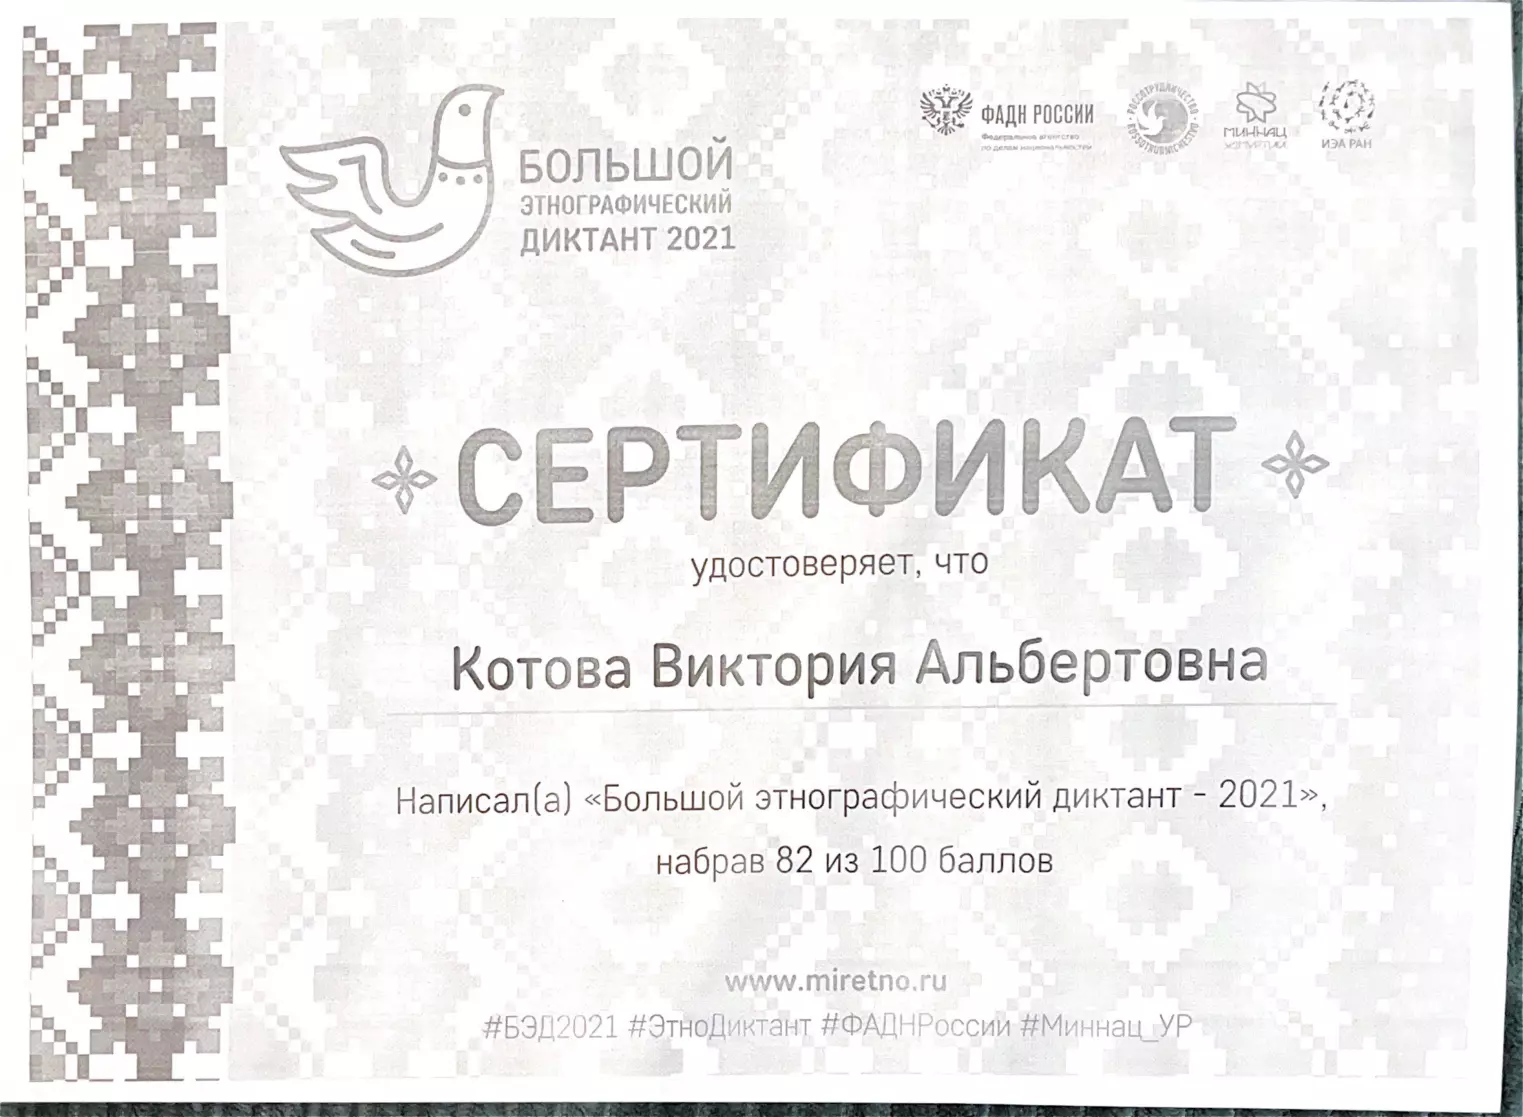 БОЛЬШОЙ
ЭТНОГРАФИЧЕСКИЙ
ДИКТАНТ 2021
ФАДН РОССИИ
Федеральное агентство
по делам национальностей
РОССОТРУДНИЧЕСТВО
ROSSOTRUDNICHESTVO
МИННАЦ
УДМУРТИИ
ИЭА РАН
СЕРТИФИКАТ
удостоверяет, что
Котова Виктория Альбертовна
Написал(а) «Большой этнографический диктант - 2021»,
набрав 82 из 100 баллов
www.miretno.ru
#БЭД2021 #ЭтноДиктант #ФАДНРоссии #Миннац_УР